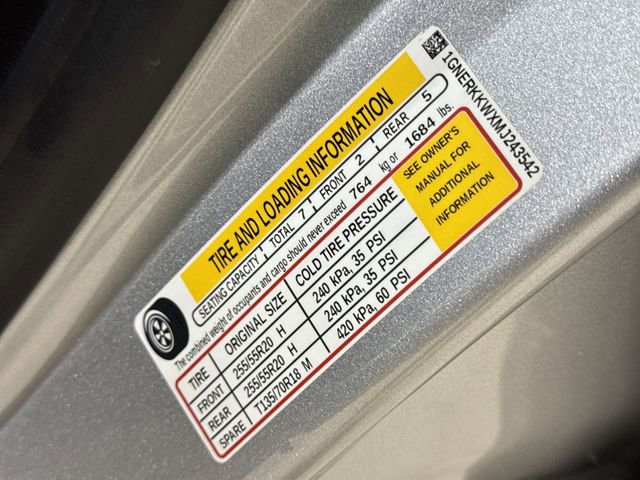 1GNERKKWXMJ243542
TIRE AND LOADING INFORMATION
SEATING CAPACITY TOTAL 7 FRONT 2 REAR 5
The combined weight of occupants and cargo should never exceed 764 kg or 1684 lbs.
TIRE ORIGINAL SIZE COLD TIRE PRESSURE
FRONT 255/55R20 H 240 kPa, 35 PSI
REAR 255/55R20 H 240 kPa, 35 PSI
SPARE T135/70R18 M 420 kPa, 60 PSI
SEE OWNER'S
MANUAL FOR
ADDITIONAL
INFORMATION